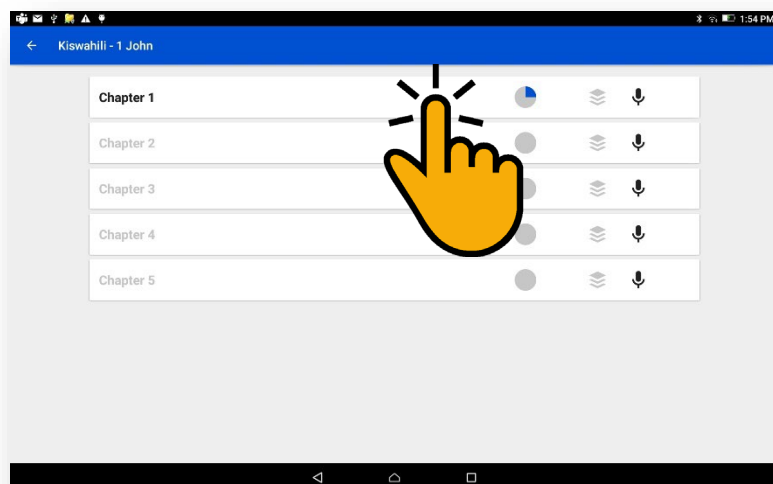 1:54 PM
Kiswahili - 1 John
Chapter 1
Chapter 2
Chapter 3
Chapter 4
Chapter 5